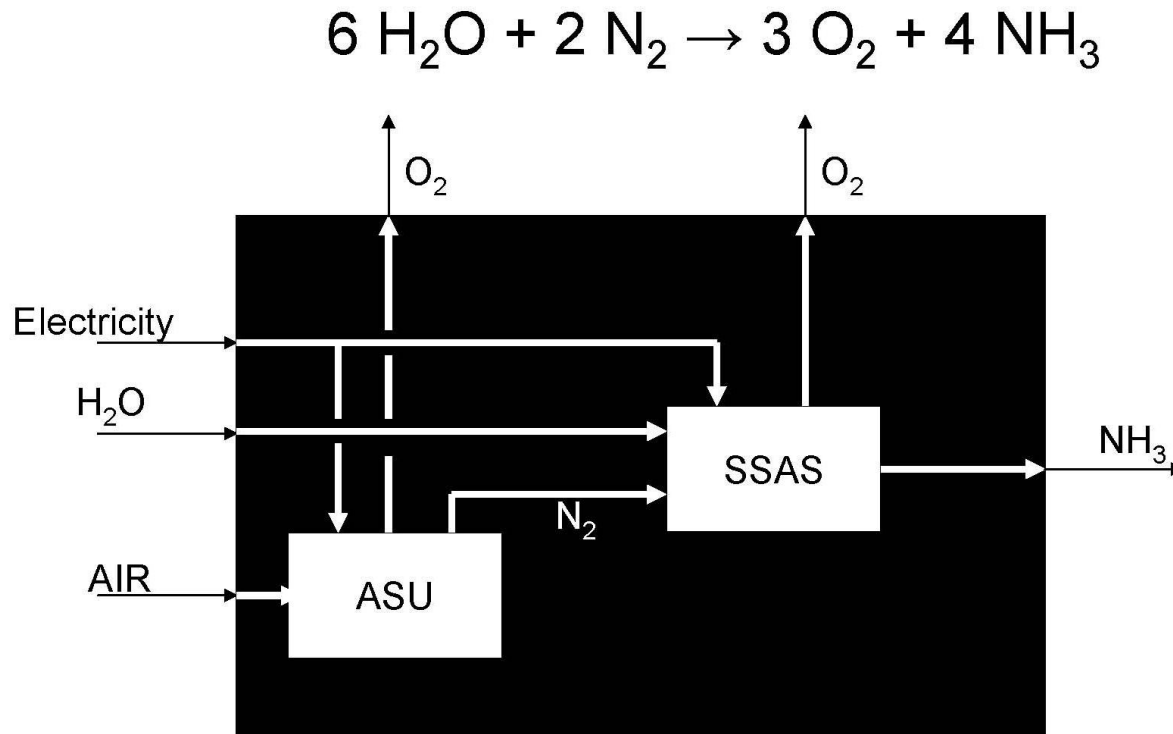 6 H₂O + 2 N₂ → 3 O₂ + 4 NH₃
O₂
O₂
Electricity
H₂O
NH₃
SSAS
N₂
AIR
ASU